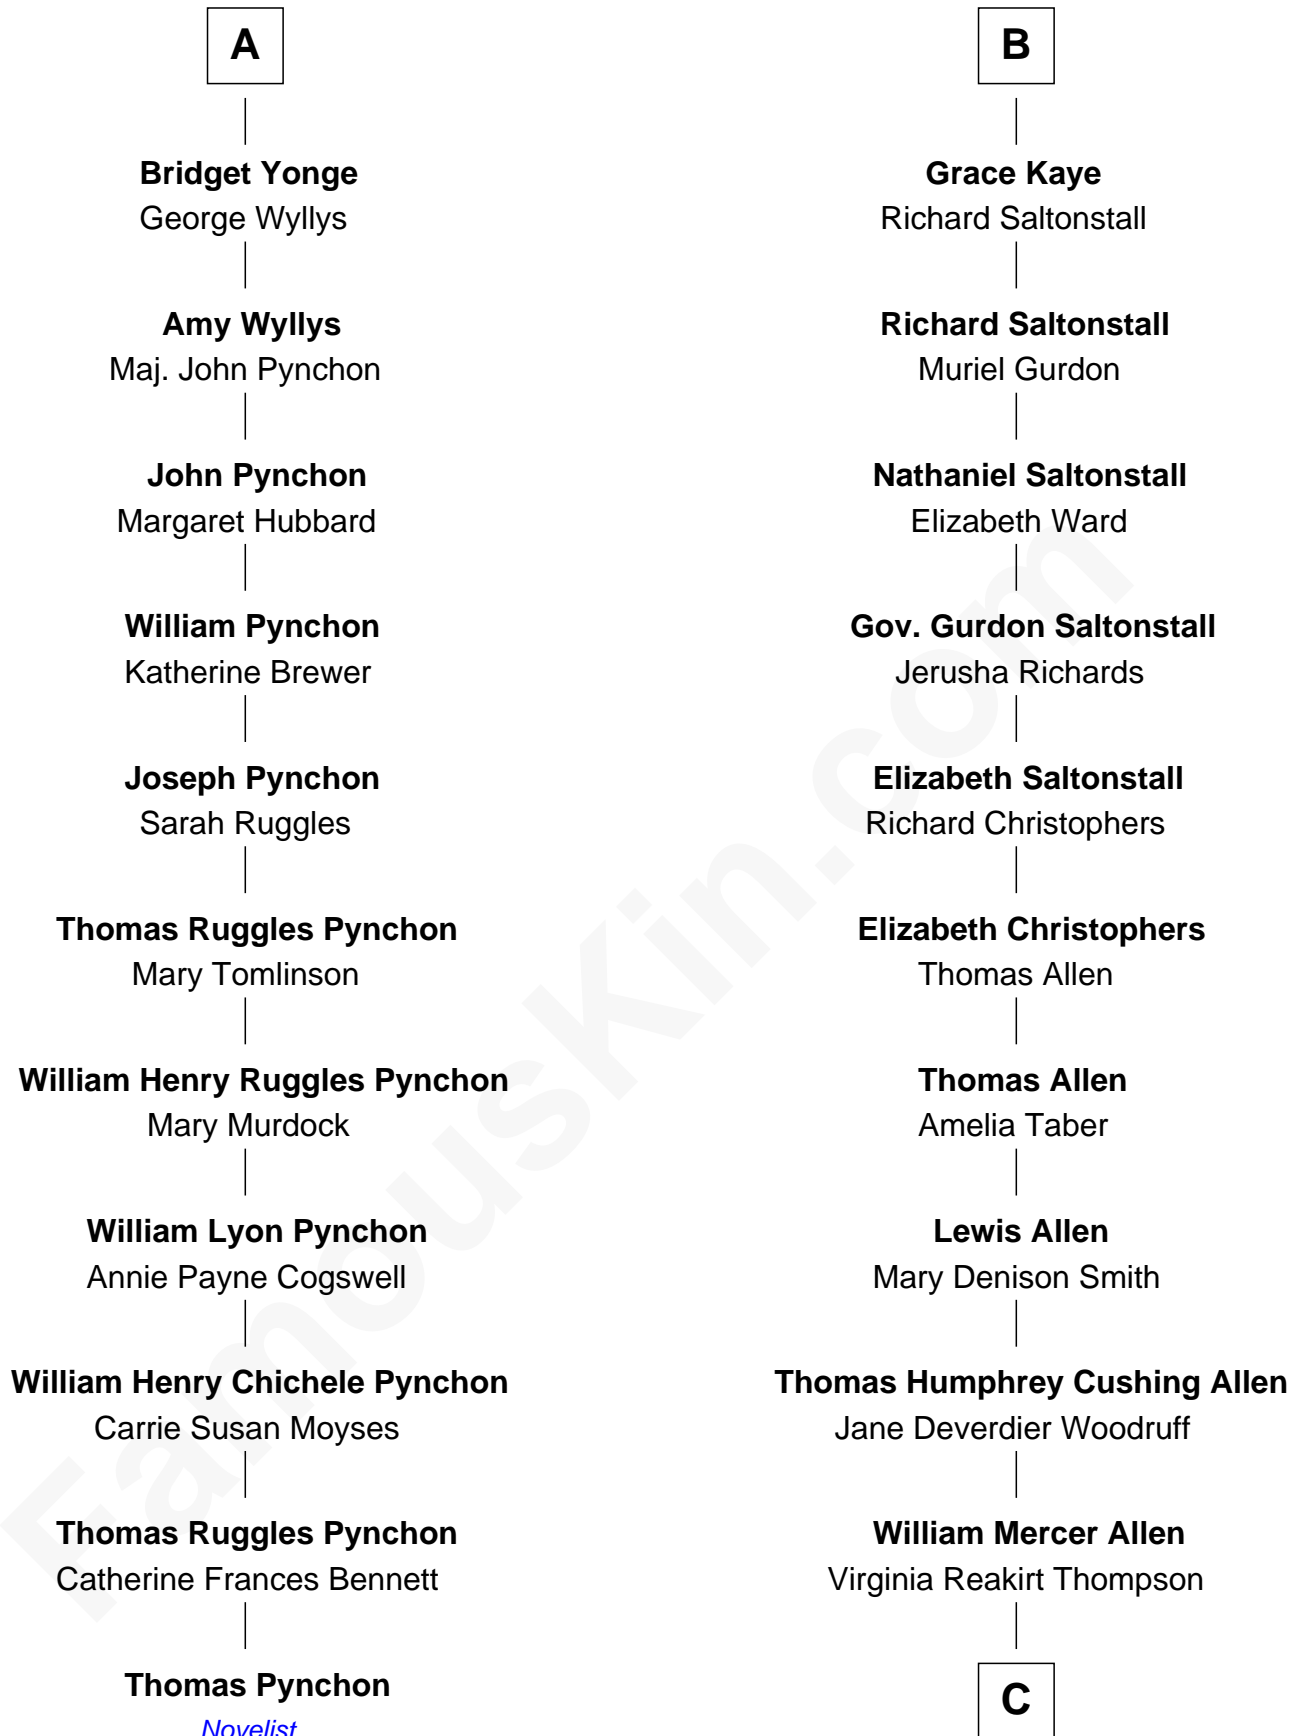 A
Bridget Yonge
George Wyllys
Amy Wyllys
Maj. John Pynchon
John Pynchon
Margaret Hubbard
William Pynchon
Katherine Brewer
Joseph Pynchon
Sarah Ruggles
Thomas Ruggles Pynchon
Mary Tomlinson
William Henry Ruggles Pynchon
Mary Murdock
William Lyon Pynchon
Annie Payne Cogswell
William Henry Chichele Pynchon
Carrie Susan Moyses
Thomas Ruggles Pynchon
Catherine Frances Bennett
Thomas Pynchon
Novelist
B
Grace Kaye
Richard Saltonstall
Richard Saltonstall
Muriel Gurdon
Nathaniel Saltonstall
Elizabeth Ward
Gov. Gurdon Saltonstall
Jerusha Richards
Elizabeth Saltonstall
Richard Christophers
Elizabeth Christophers
Thomas Allen
Thomas Allen
Amelia Taber
Lewis Allen
Mary Denison Smith
Thomas Humphrey Cushing Allen
Jane Deverdier Woodruff
William Mercer Allen
Virginia Reakirt Thompson
C
FamousKin.com